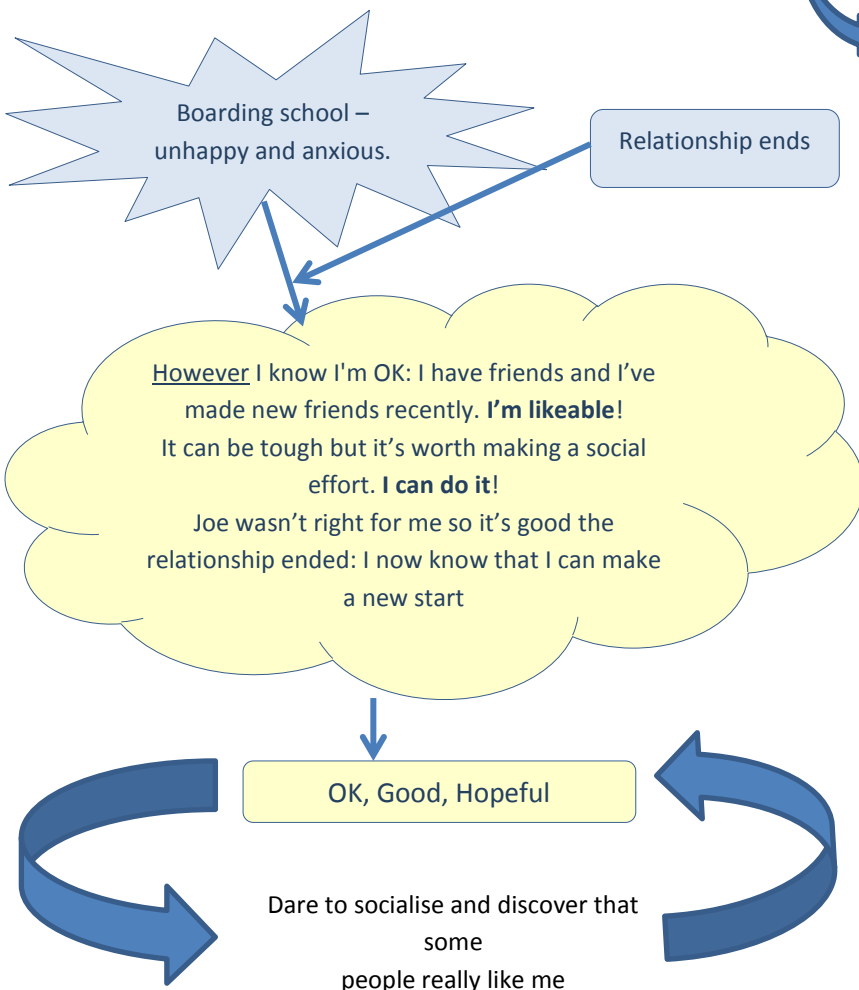 Boarding school –
unhappy and anxious.
Relationship ends
However I know I'm OK: I have friends and I’ve
made new friends recently. I’m likeable!
It can be tough but it’s worth making a social
effort. I can do it!
Joe wasn’t right for me so it’s good the
relationship ended: I now know that I can make
a new start
OK, Good, Hopeful
Dare to socialise and discover that
some
people really like me